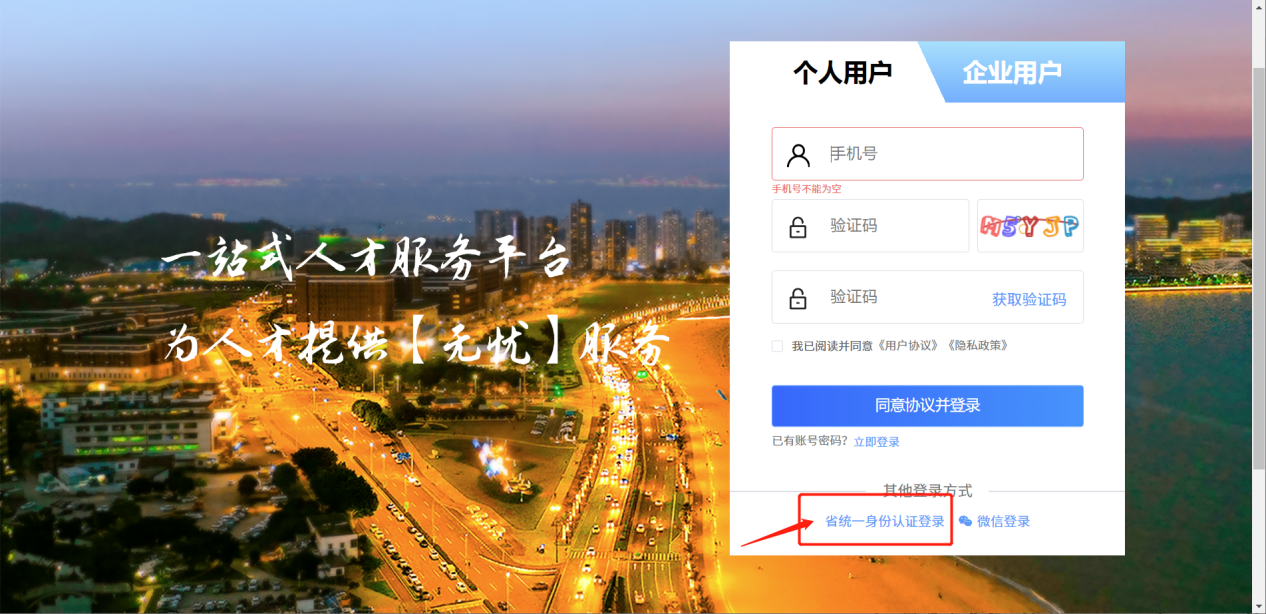 个人用户
企业用户
手机号
手机号不能为空
验证码
H5YJP
验证码
获取验证码
我已阅读并同意《用户协议》《隐私政策》
同意协议并登录
已有账号密码？立即登录
其他登录方式
省统一身份认证登录
微信登录
一站式人才服务平台
为人才提供【无忧】服务